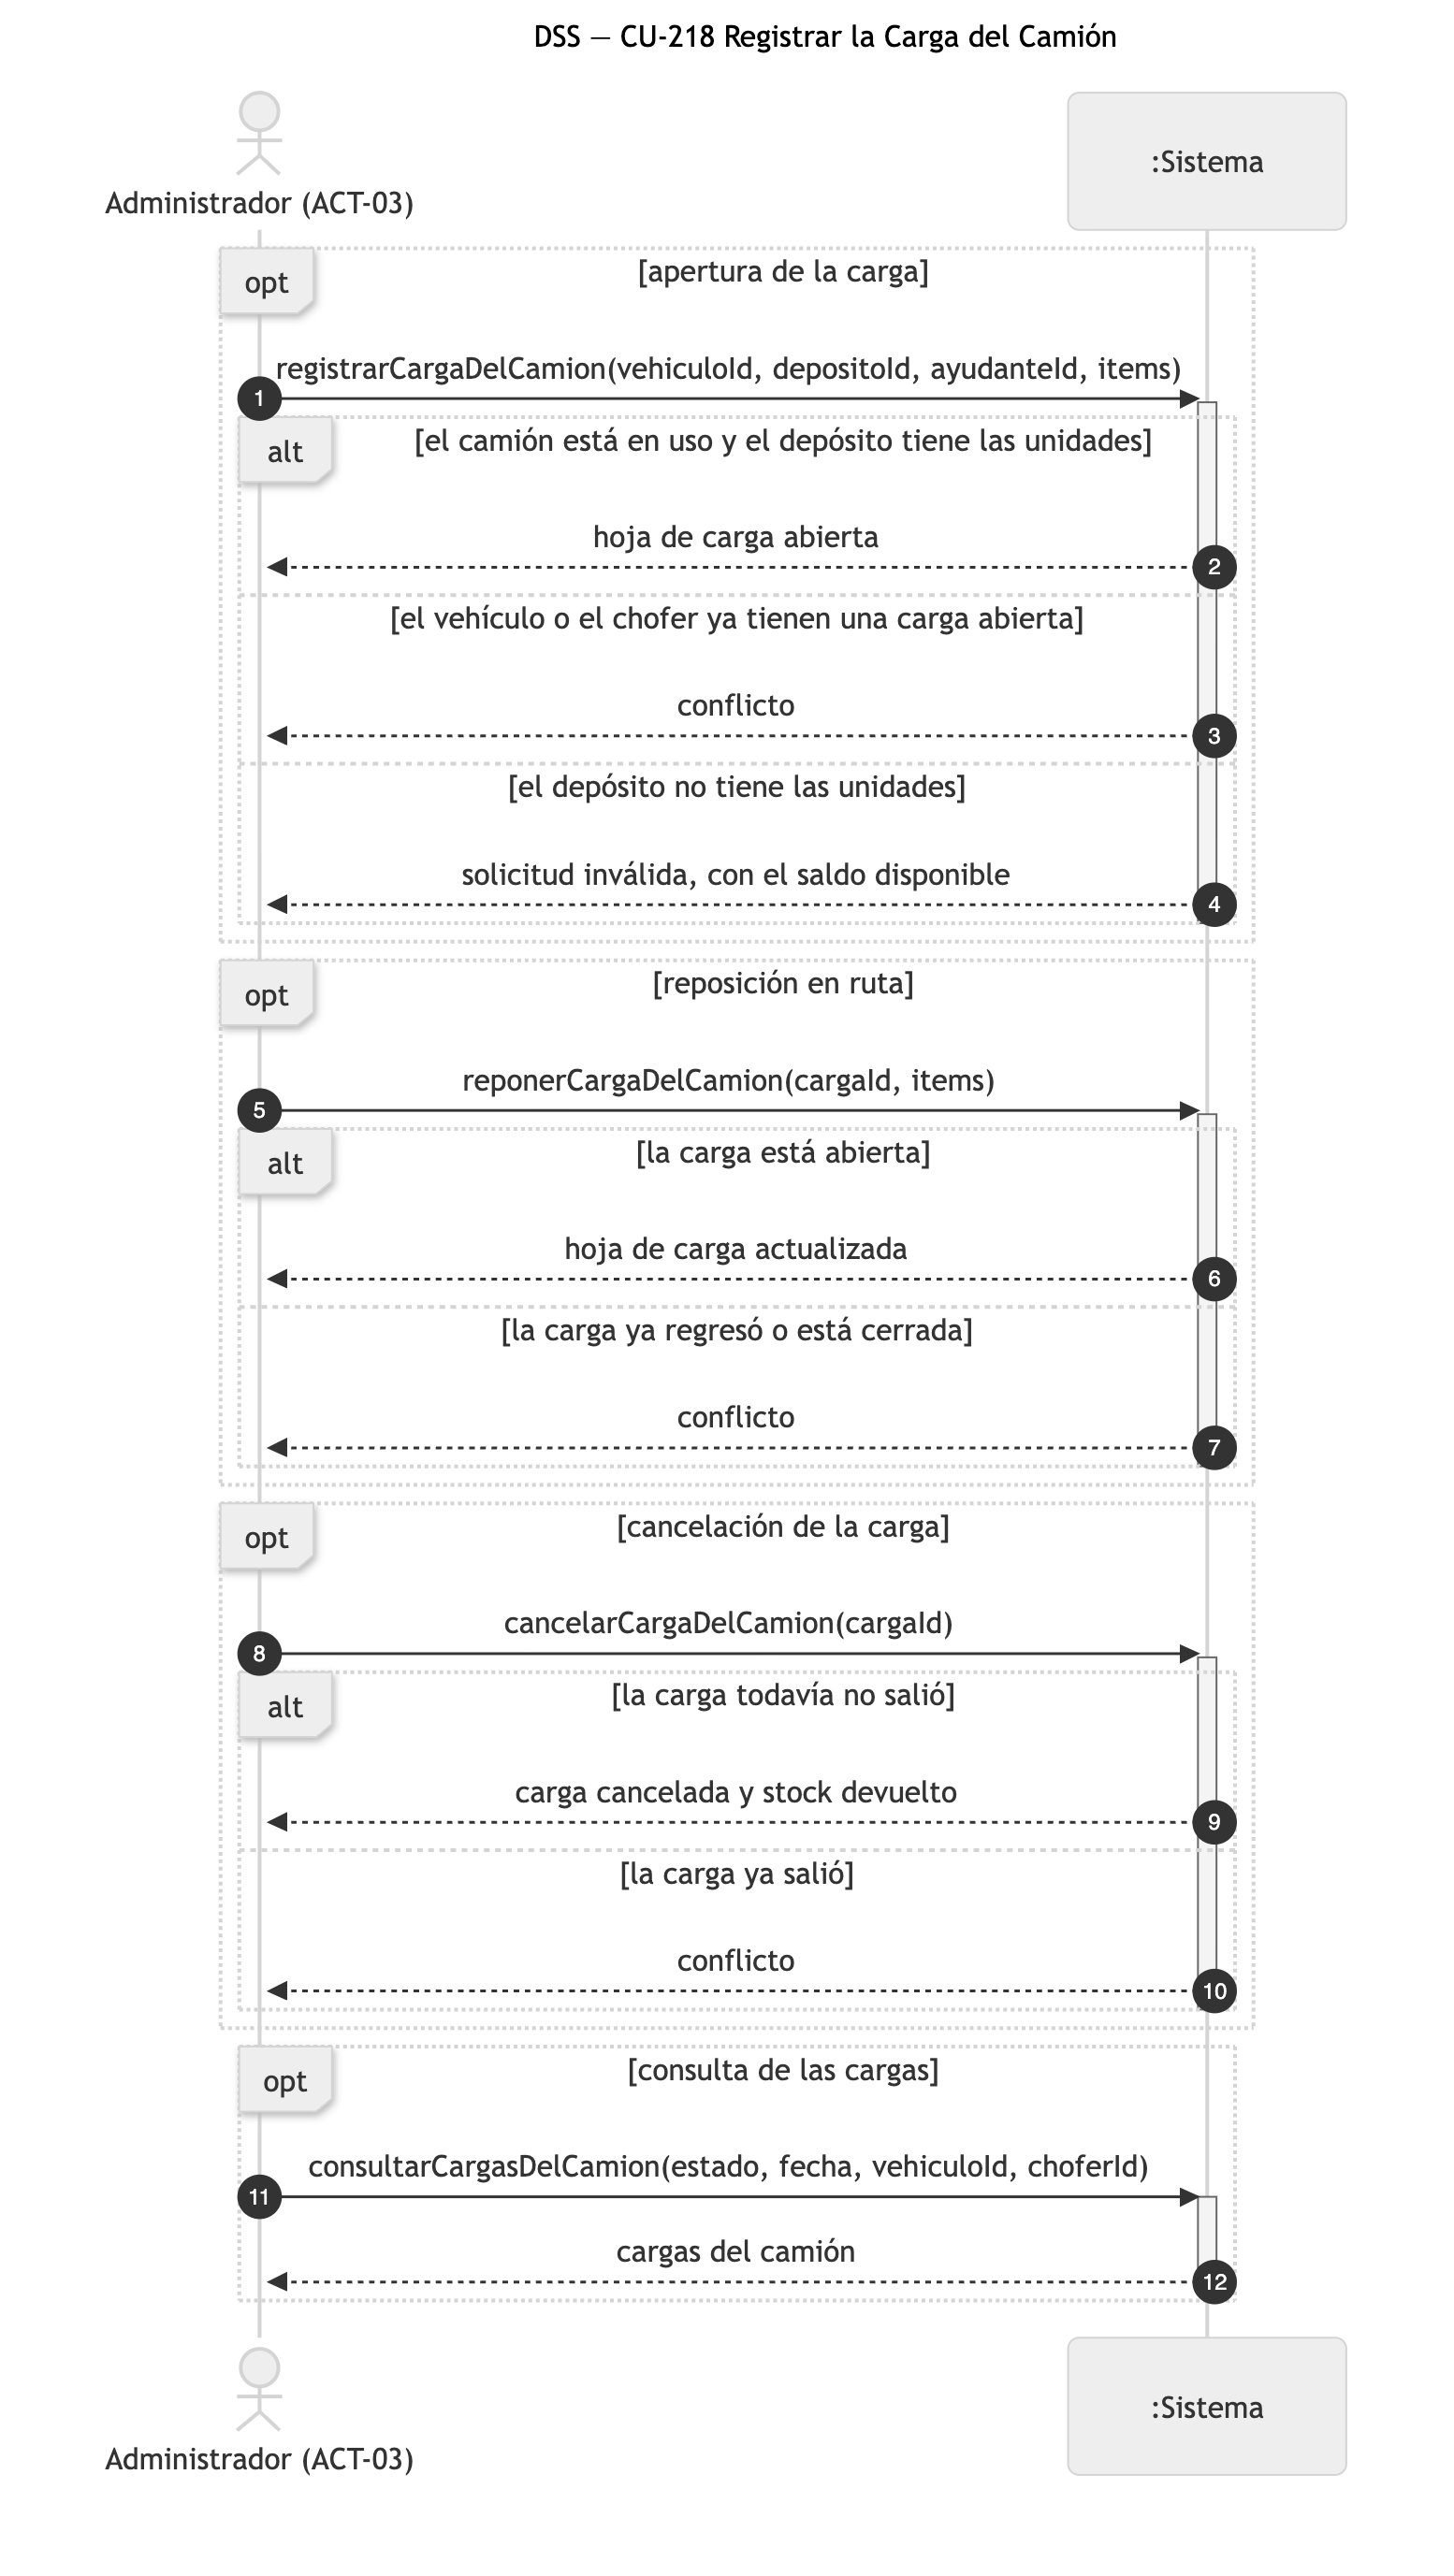 DSS — CU-218 Registrar la Carga del Camión
Administrador (ACT-03)
:Sistema
opt
[apertura de la carga]
registrarCargaDelCamion(vehiculoId, depositoId, ayudanteId, items)
1
alt
[el camión está en uso y el depósito tiene las unidades]
hoja de carga abierta
2
[el vehículo o el chofer ya tienen una carga abierta]
conflicto
3
[el depósito no tiene las unidades]
solicitud inválida, con el saldo disponible
4
opt
[reposición en ruta]
reponerCargaDelCamion(cargaId, items)
5
alt
[la carga está abierta]
hoja de carga actualizada
6
[la carga ya regresó o está cerrada]
conflicto
7
opt
[cancelación de la carga]
cancelarCargaDelCamion(cargaId)
8
alt
[la carga todavía no salió]
carga cancelada y stock devuelto
9
[la carga ya salió]
conflicto
10
opt
[consulta de las cargas]
consultarCargasDelCamion(estado, fecha, vehiculoId, choferId)
11
cargas del camión
12
:Sistema
Administrador (ACT-03)